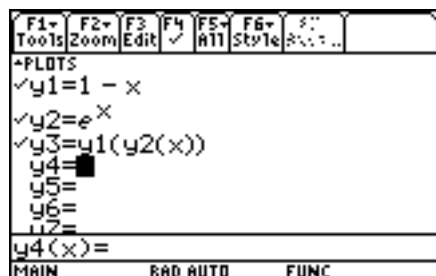 F1▾ F2▾ F3 F4 F5▾ F6▾
Tools Zoom Edit ✓ All Style
▴PLOTS
✓y1=1 - x
✓y2=e^x
✓y3=y1(y2(x))
y4=
y5=
y6=
y7=
y4(x)=
MAIN RAD AUTO FUNC